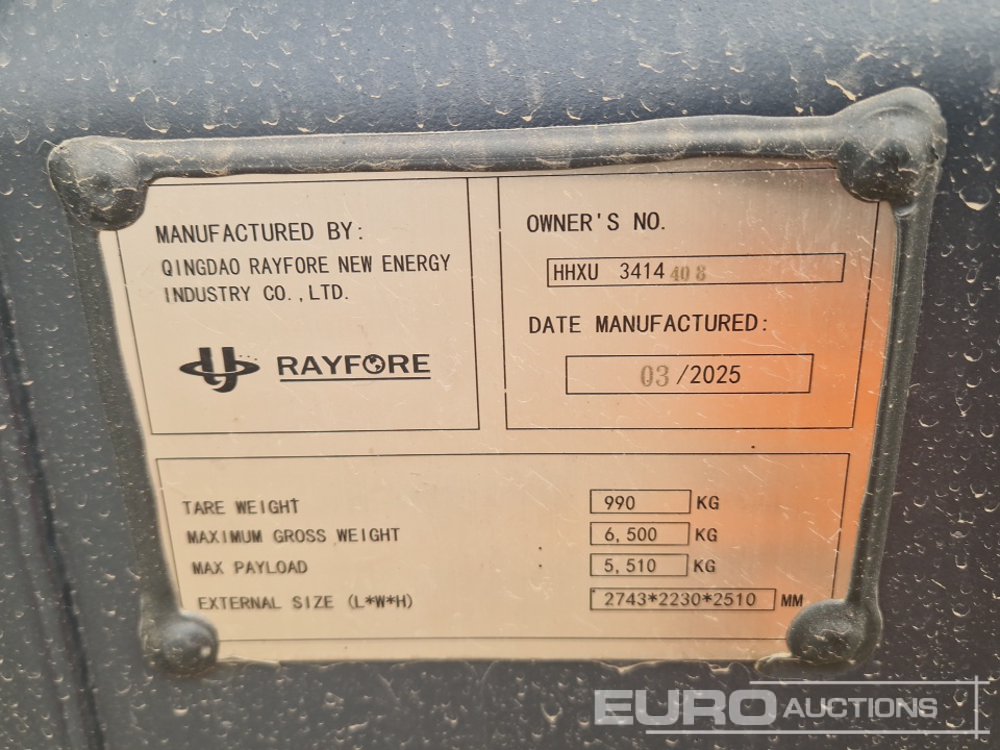 MANUFACTURED BY:
QINGDAO RAYFORE NEW ENERGY
INDUSTRY CO.,LTD.
RAYFORE
OWNER'S NO.
HHXU 3414408
DATE MANUFACTURED:
03/2025
TARE WEIGHT 990 KG
MAXIMUM GROSS WEIGHT 6,500 KG
MAX PAYLOAD 5,510 KG
EXTERNAL SIZE (L*W*H) 2743*2230*2510 MM
EURO AUCTIONS